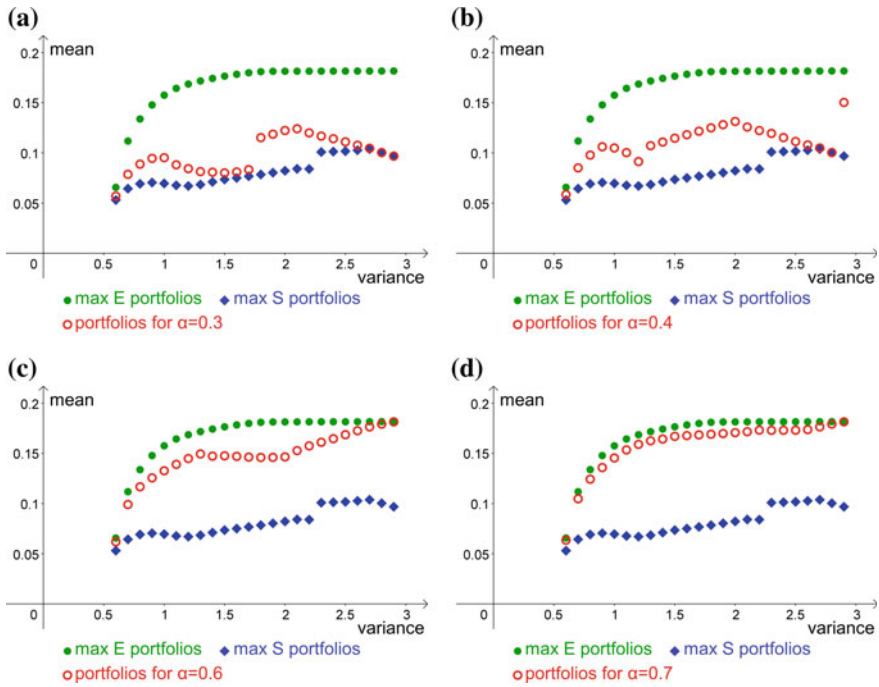 (a)
mean
0.2
0.15
0.1
0.05
0
0.5
1
1.5
2
2.5
3
variance
max E portfolios
max S portfolios
portfolios for α=0.3
(b)
mean
0.2
0.15
0.1
0.05
0
0.5
1
1.5
2
2.5
3
variance
max E portfolios
max S portfolios
portfolios for α=0.4
(c)
mean
0.2
0.15
0.1
0.05
0
0.5
1
1.5
2
2.5
3
variance
max E portfolios
max S portfolios
portfolios for α=0.6
(d)
mean
0.2
0.15
0.1
0.05
0
0.5
1
1.5
2
2.5
3
variance
max E portfolios
max S portfolios
portfolios for α=0.7